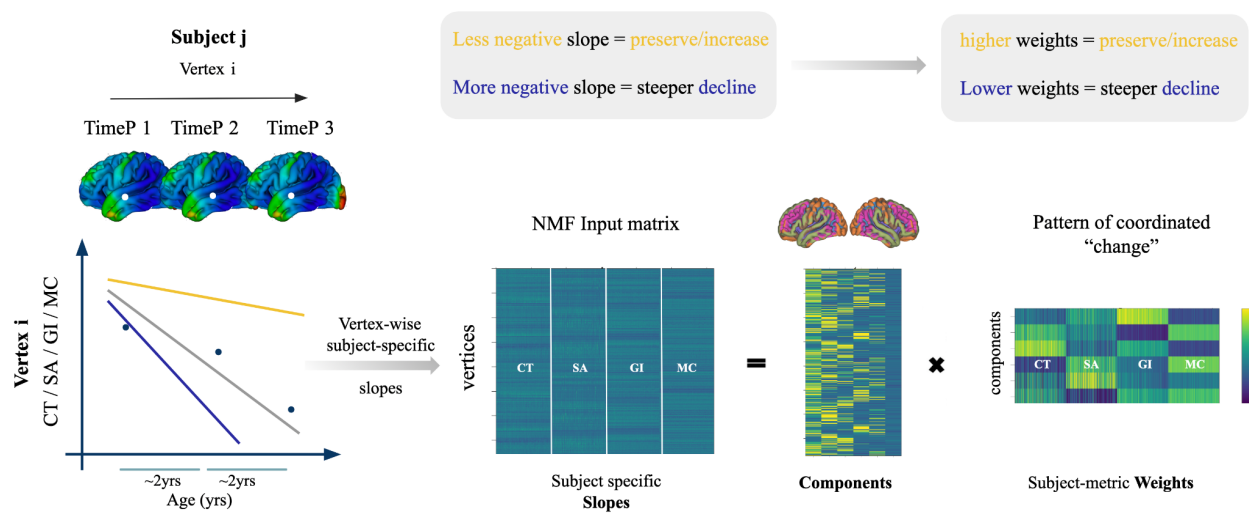 Subject j
Vertex i
TimeP 1 TimeP 2 TimeP 3
Less negative slope = preserve/increase
More negative slope = steeper decline
higher weights = preserve/increase
Lower weights = steeper decline
Vertex i
CT / SA / GI / MC
~2yrs ~2yrs
Age (yrs)
Vertex-wise
subject-specific
slopes
NMF Input matrix
vertices
CT SA GI MC
Subject specific
Slopes
=
Components
×
Pattern of coordinated
“change”
components
CT SA GI MC
Subject-metric Weights